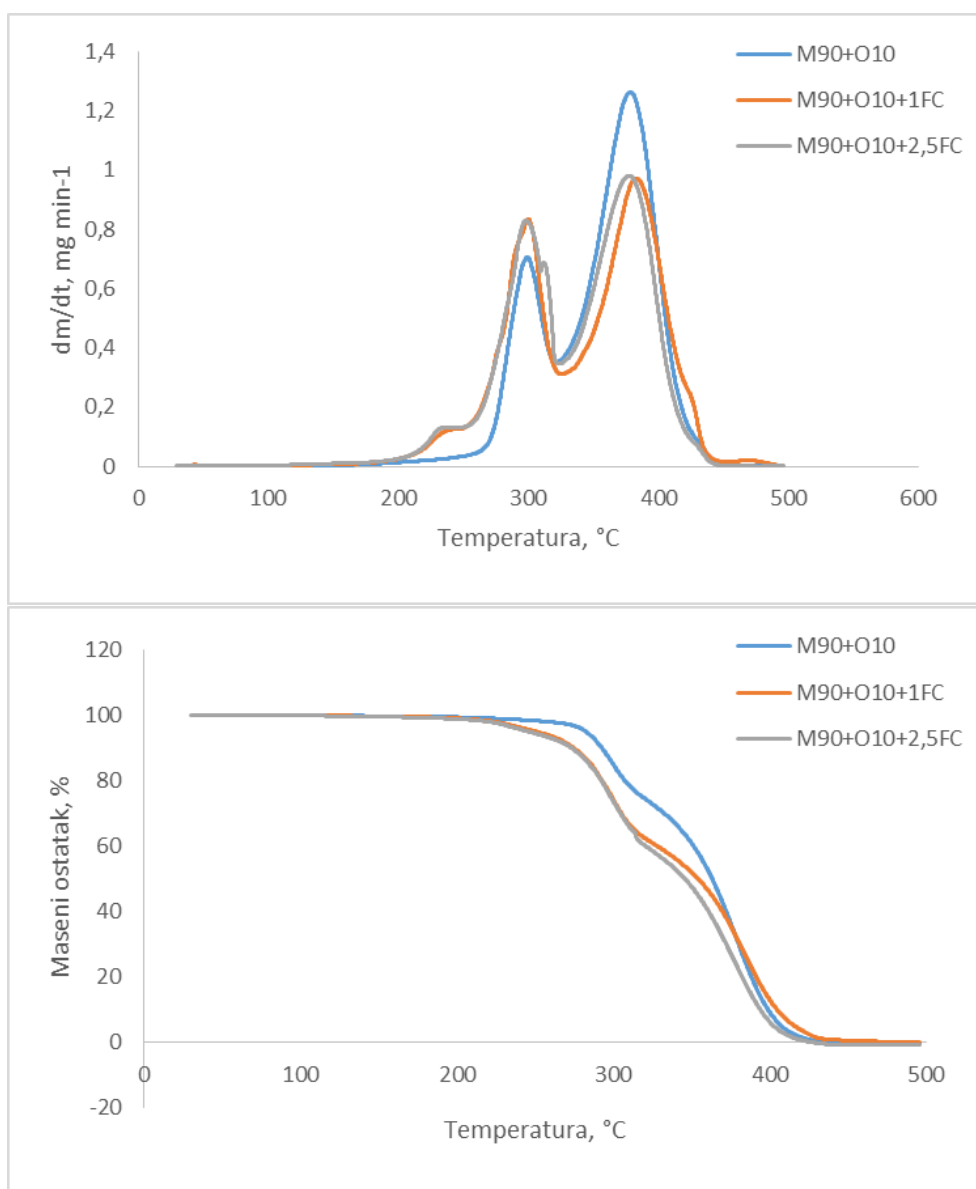 1,4
1,2
1
0,8
0,6
0,4
0,2
0
dm/dt, mg min-1
0 100 200 300 400 500 600
Temperatura, °C
M90+O10
M90+O10+1FC
M90+O10+2,5FC
120
100
80
60
40
20
0
-20
Maseni ostatak, %
0 100 200 300 400 500
Temperatura, °C
M90+O10
M90+O10+1FC
M90+O10+2,5FC